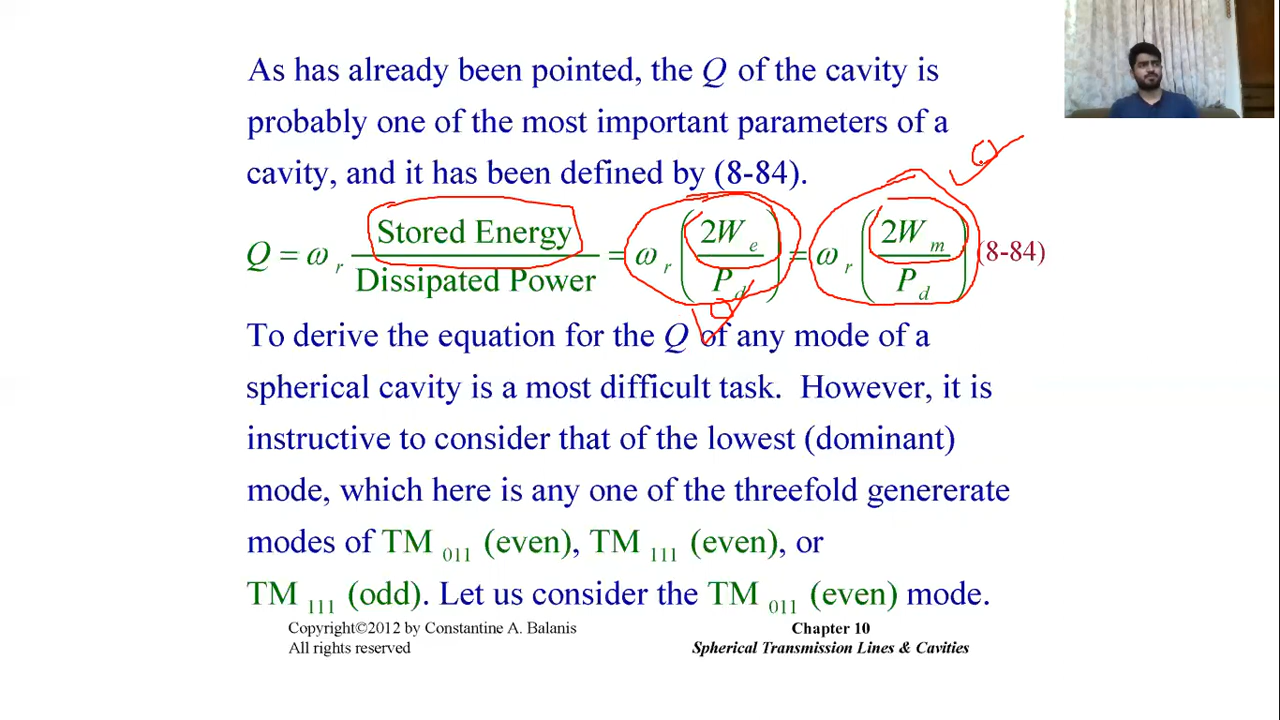 As has already been pointed, the Q of the cavity is
probably one of the most important parameters of a
cavity, and it has been defined by (8-84).
Q = ω_r Stored Energy / Dissipated Power = ω_r (2W_e / P_d) = ω_r (2W_m / P_d) (8-84)
To derive the equation for the Q of any mode of a
spherical cavity is a most difficult task. However, it is
instructive to consider that of the lowest (dominant)
mode, which here is any one of the threefold genererate
modes of TM 011 (even), TM 111 (even), or
TM 111 (odd). Let us consider the TM 011 (even) mode.
Copyright©2012 by Constantine A. Balanis
All rights reserved
Chapter 10
Spherical Transmission Lines & Cavities